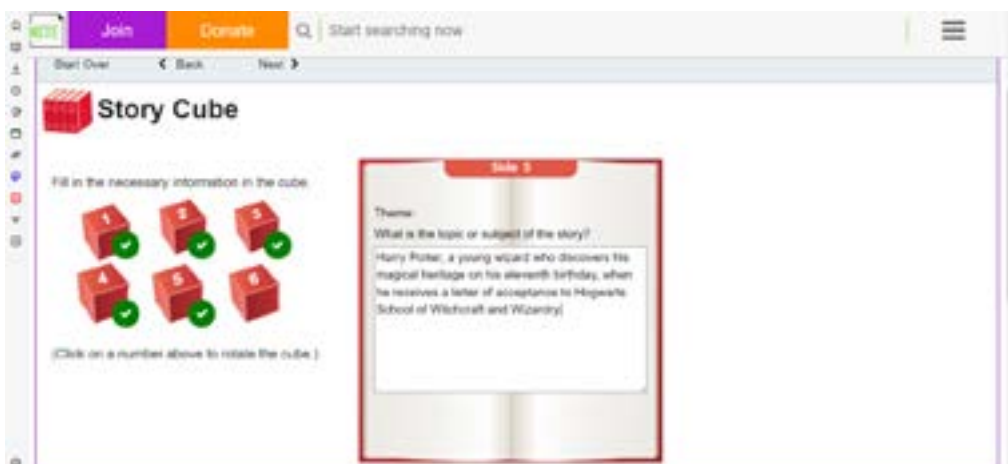 NCTE
Join
Donate
Start searching now
Start Over
Back
Next
Story Cube
Fill in the necessary information in the cube.
1
2
3
4
5
6
(Click on a number above to rotate the cube.)
Theme:
What is the topic or subject of the story?
Harry Potter, a young wizard who discovers his
magical heritage on his eleventh birthday, when
he receives a letter of acceptance to Hogwarts
School of Witchcraft and Wizardry